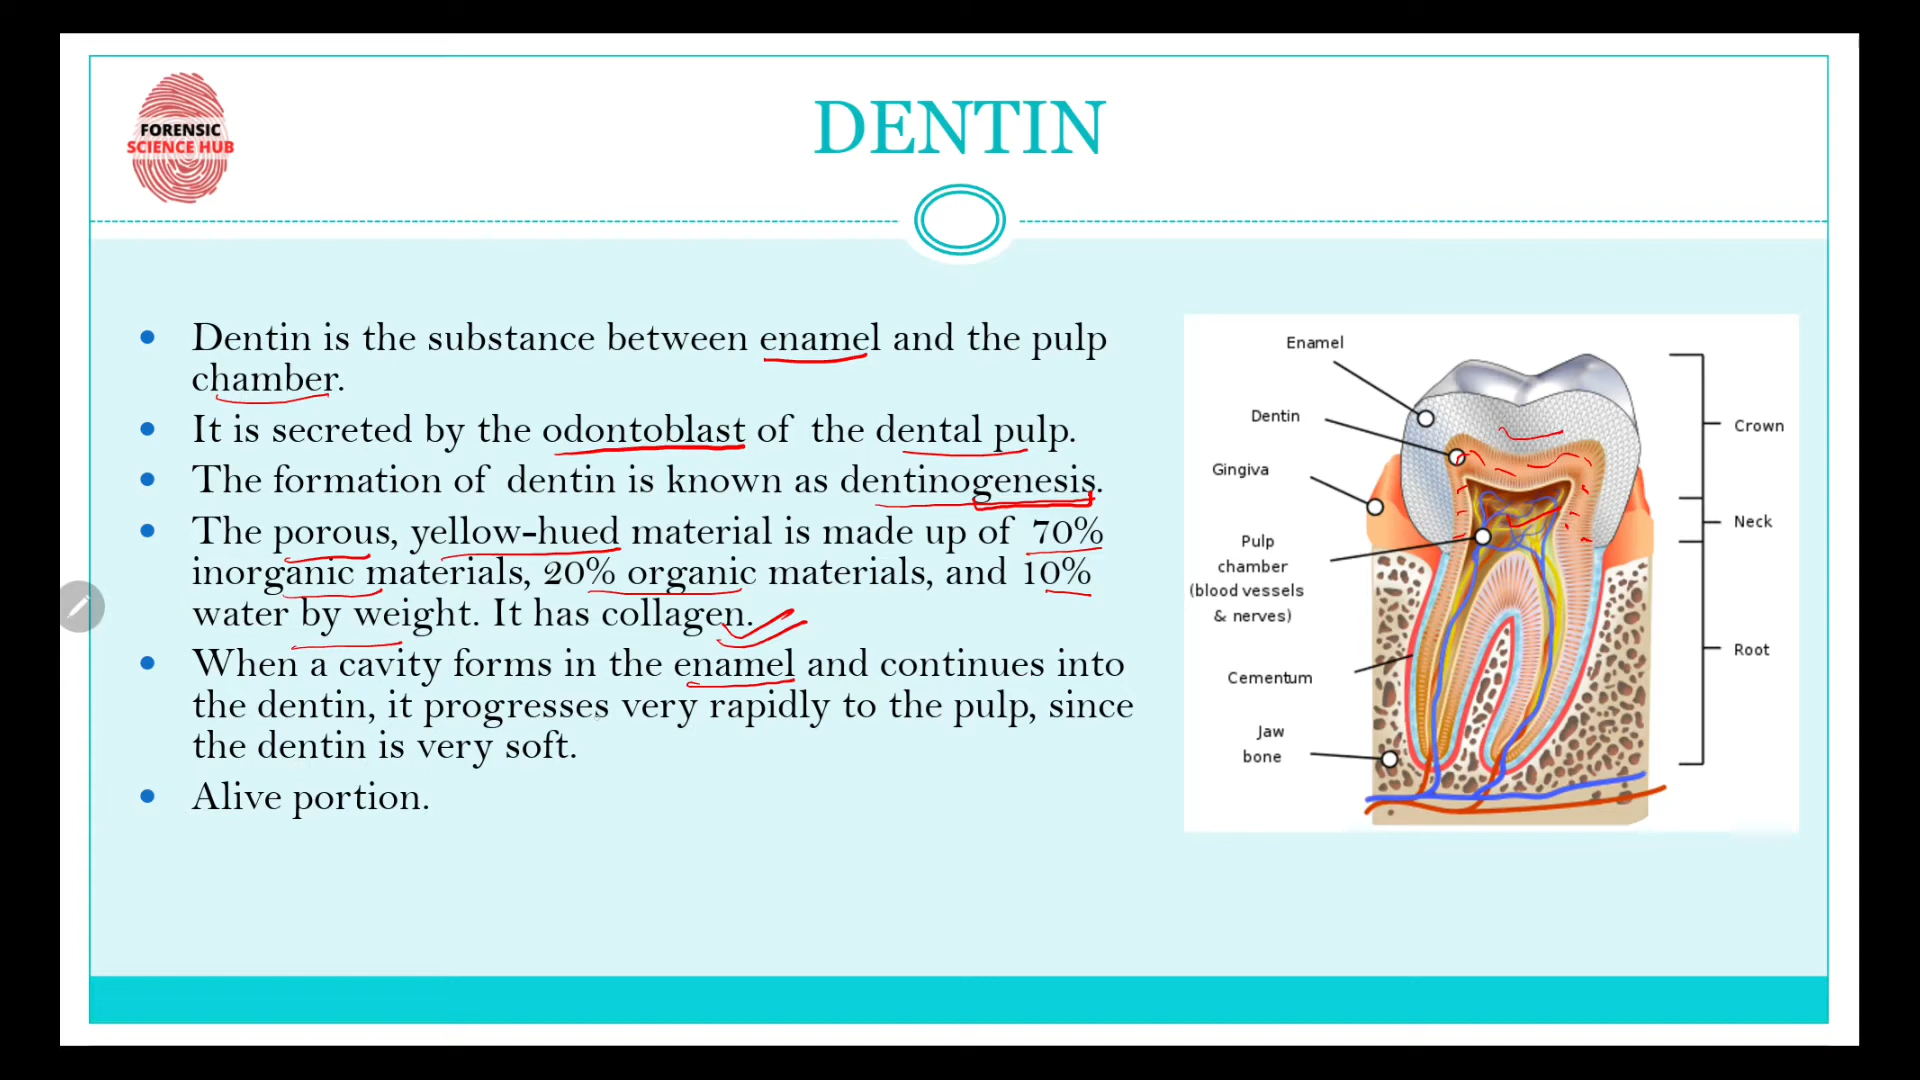 FORENSIC
SCIENCE HUB
DENTIN
• Dentin is the substance between enamel and the pulp
chamber.
• It is secreted by the odontoblast of the dental pulp.
• The formation of dentin is known as dentinogenesis.
• The porous, yellow-hued material is made up of 70%
inorganic materials, 20% organic materials, and 10%
water by weight. It has collagen.
• When a cavity forms in the enamel and continues into
the dentin, it progresses very rapidly to the pulp, since
the dentin is very soft.
• Alive portion.
Enamel
Dentin
Gingiva
Pulp
chamber
(blood vessels
& nerves)
Cementum
Jaw
bone
Crown
Neck
Root